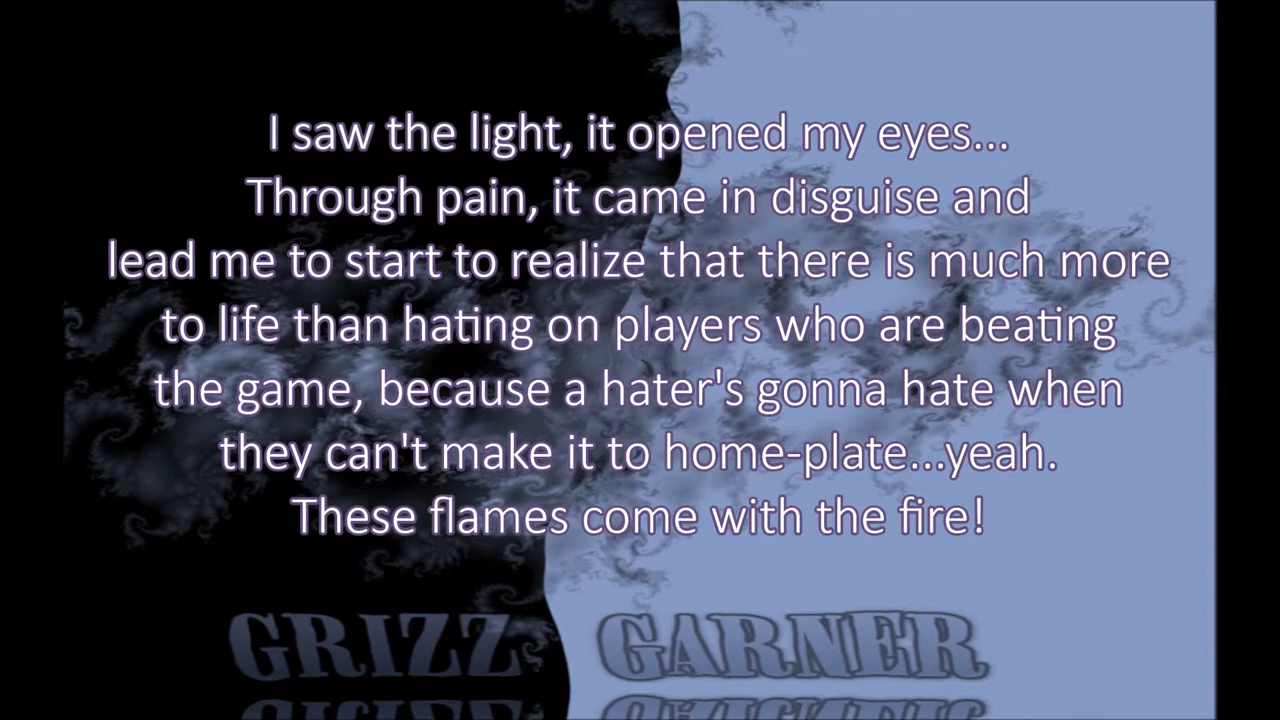 I saw the light, it opened my eyes...
Through pain, it came in disguise and
lead me to start to realize that there is much more
to life than hating on players who are beating
the game, because a hater's gonna hate when
they can't make it to home-plate...yeah.
These flames come with the fire!
GRIZZ GARNER